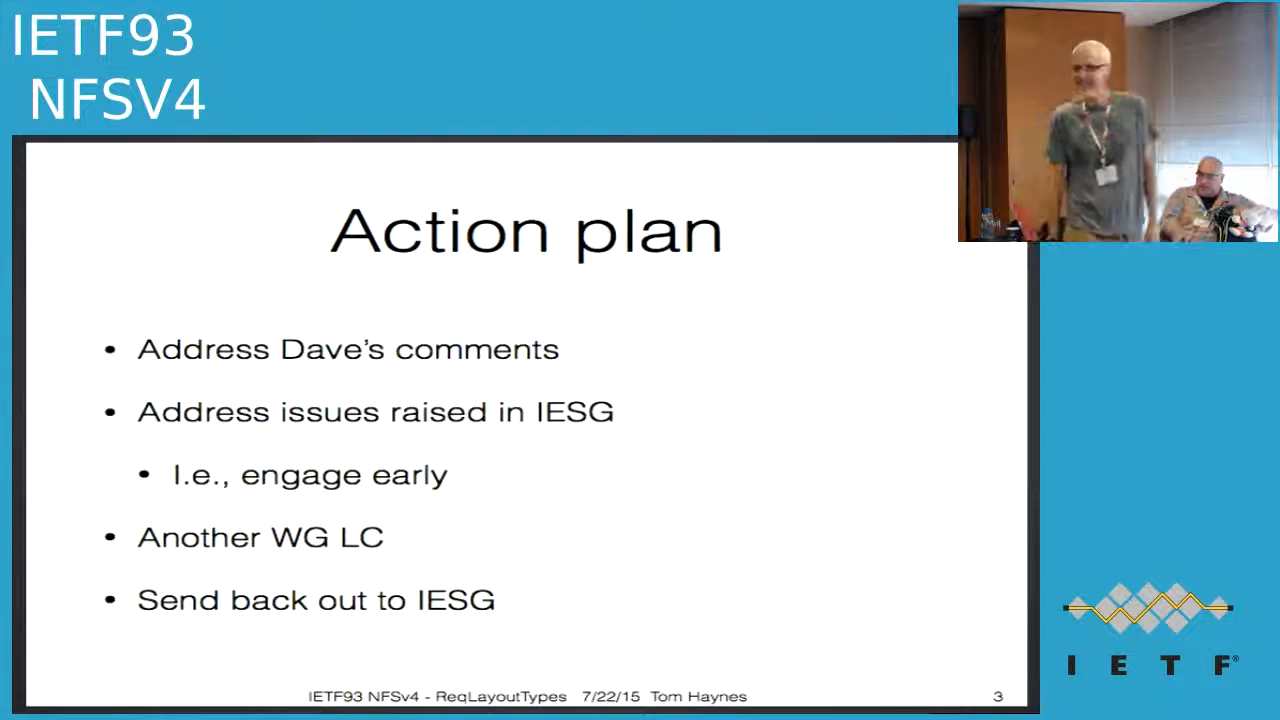 IETF93
NFSV4
Action plan
• Address Dave's comments
• Address issues raised in IESG
• I.e., engage early
• Another WG LC
• Send back out to IESG
IETF93 NFSv4 - ReqLayoutTypes 7/22/15 Tom Haynes 3
I E T F®